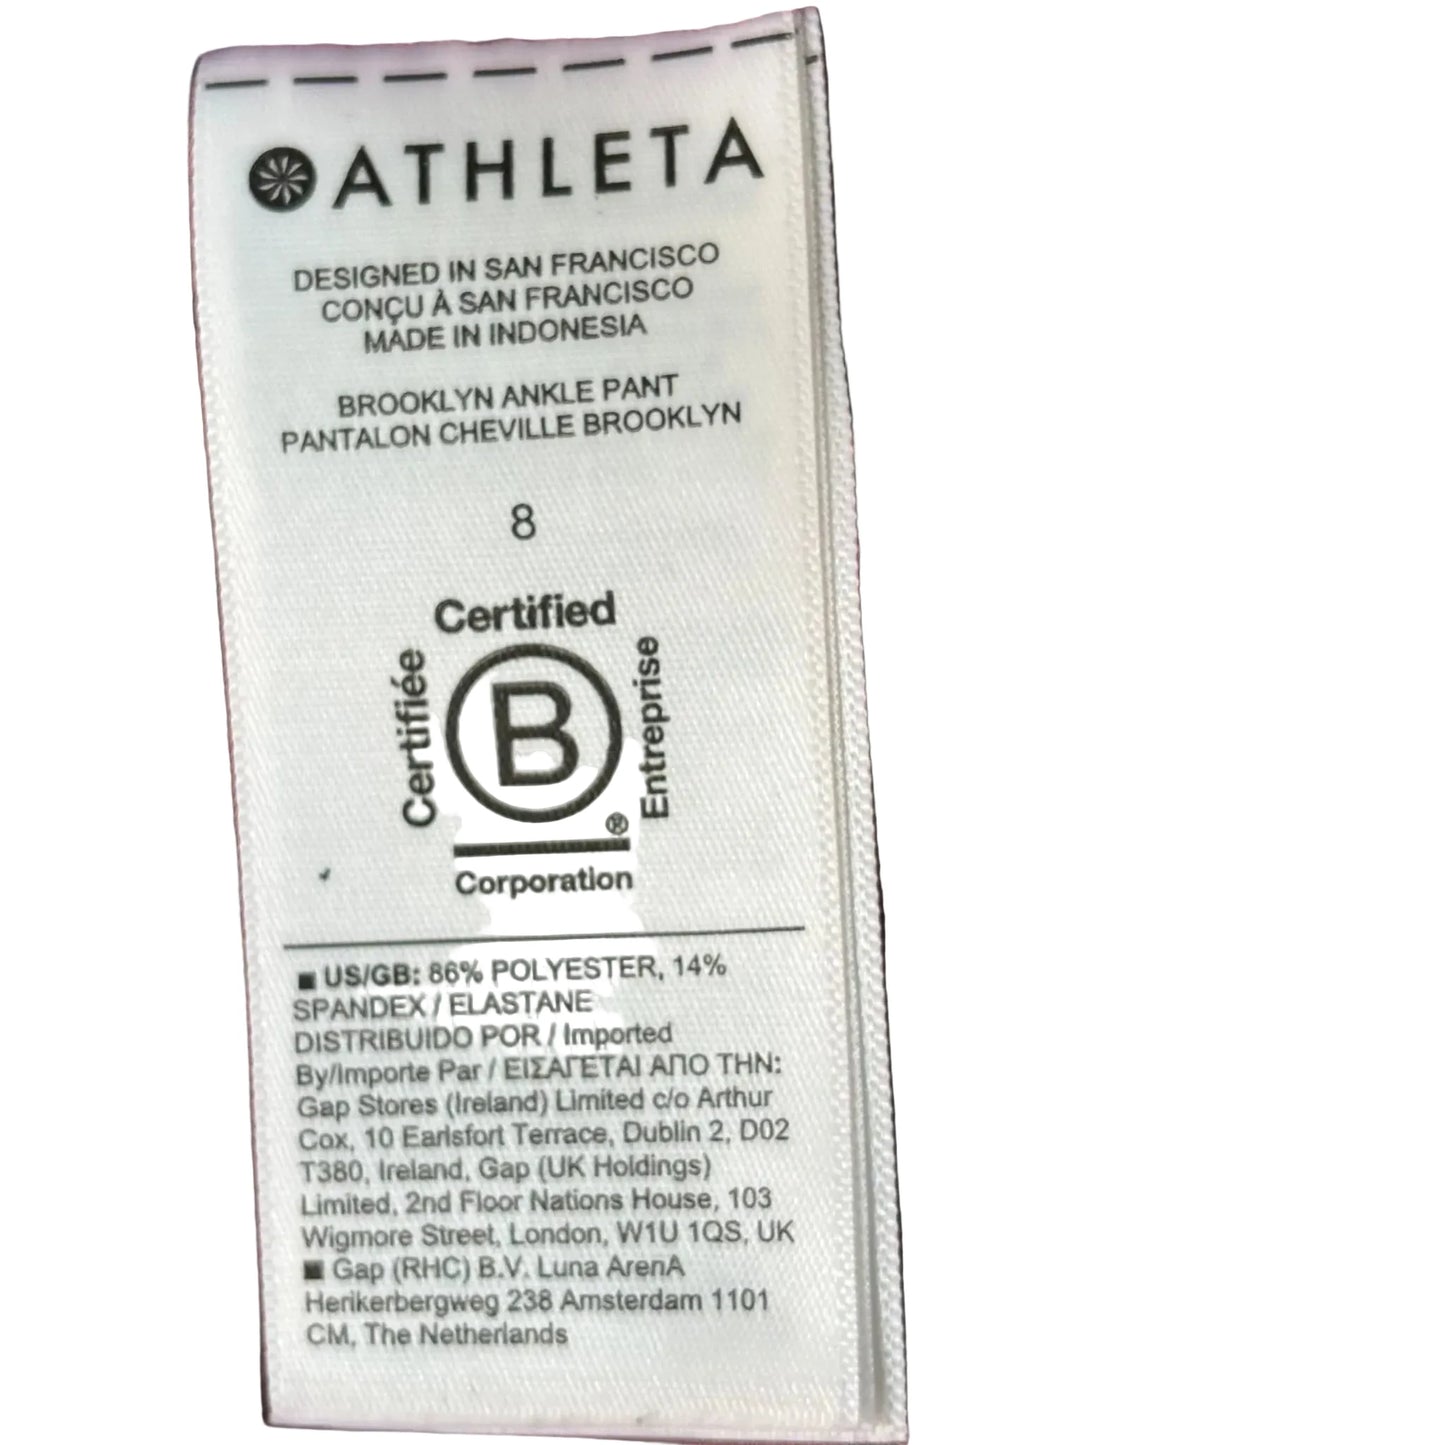 ATHLETA
DESIGNED IN SAN FRANCISCO
CONÇU À SAN FRANCISCO
MADE IN INDONESIA
BROOKLYN ANKLE PANT
PANTALON CHEVILLE BROOKLYN
8
Certified
Certifiée
B
Entreprise
®
Corporation
■ US/GB: 86% POLYESTER, 14%
SPANDEX / ELASTANE
DISTRIBUIDO POR / Imported
By/Importe Par / ΕΙΣΑΓΕΤΑΙ ΑΠΟ ΤΗΝ:
Gap Stores (Ireland) Limited c/o Arthur
Cox, 10 Earlsfort Terrace, Dublin 2, D02
T380, Ireland, Gap (UK Holdings)
Limited, 2nd Floor Nations House, 103
Wigmore Street, London, W1U 1QS, UK
■ Gap (RHC) B.V. Luna ArenA
Herikerbergweg 238 Amsterdam 1101
CM, The Netherlands